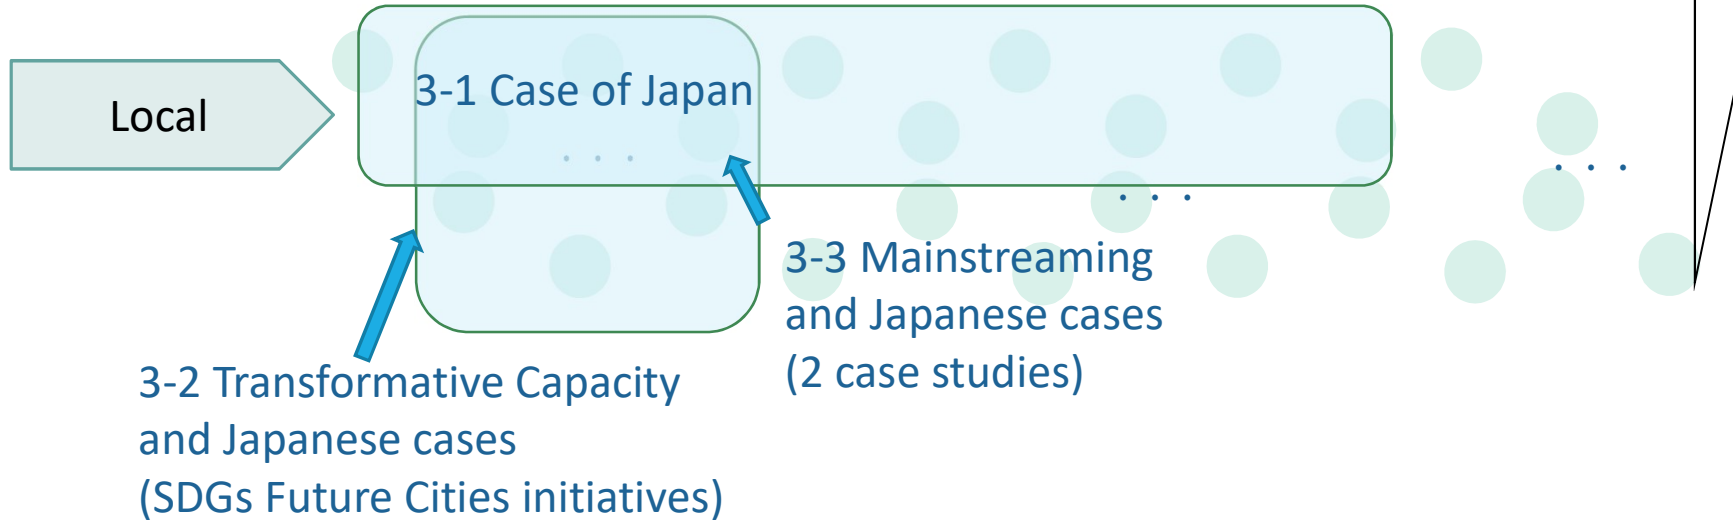 Local
3-1 Case of Japan
. . .
. . .
. . .
3-3 Mainstreaming
and Japanese cases
(2 case studies)
3-2 Transformative Capacity
and Japanese cases
(SDGs Future Cities initiatives)